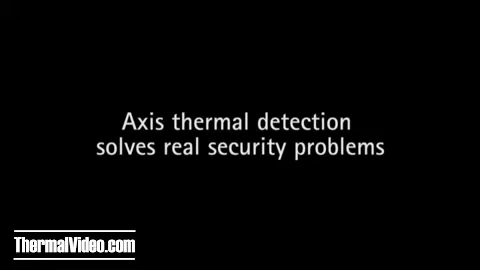 Axis thermal detection
solves real security problems
ThermalVideo.com